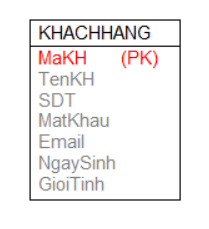 KHACHHANG
MaKH (PK)
TenKH
SDT
MatKhau
Email
NgaySinh
GioiTinh